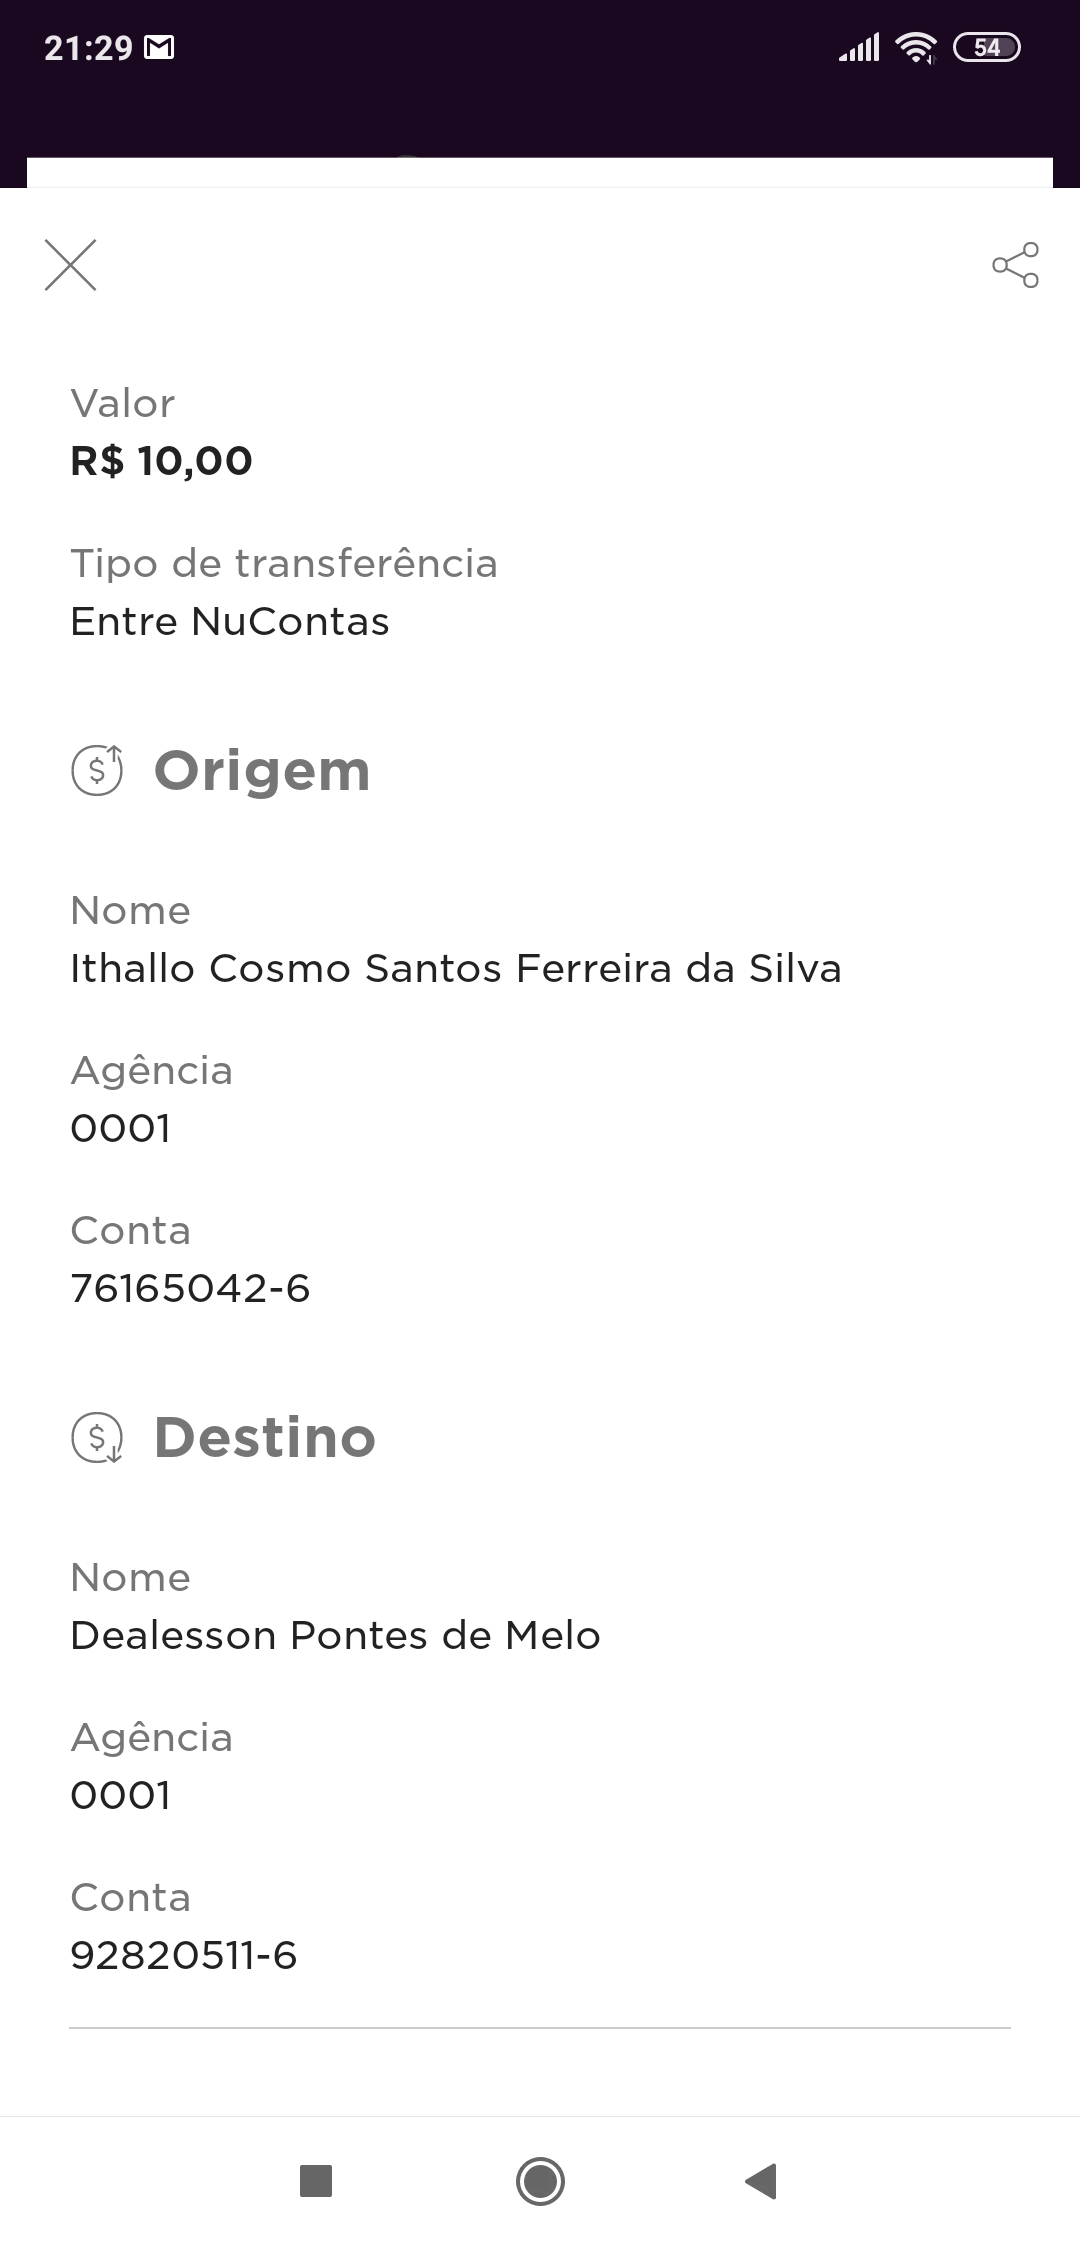 21:29
54
Valor
R$ 10,00
Tipo de transferência
Entre NuContas
Origem
Nome
Ithallo Cosmo Santos Ferreira da Silva
Agência
0001
Conta
76165042-6
Destino
Nome
Dealesson Pontes de Melo
Agência
0001
Conta
92820511-6